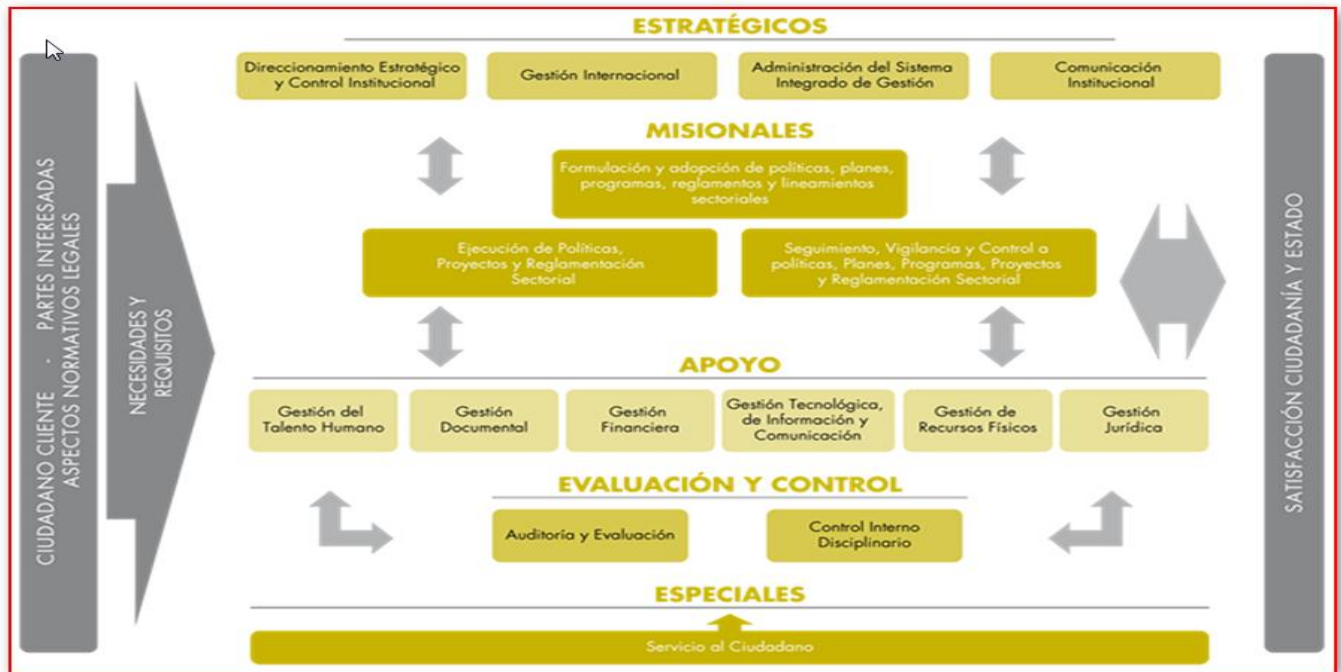 ESTRATÉGICOS
Direccionamiento Estratégico
y Control Institucional
Gestión Internacional
Administración del Sistema
Integrado de Gestión
Comunicación
Institucional
MISIONALES
Formulación y adopción de políticas, planes,
programas, reglamentos y lineamientos
sectoriales
Ejecución de Políticas,
Proyectos y Reglamentación
Sectorial
Seguimiento, Vigilancia y Control a
políticas, Planes, Programas, Proyectos
y Reglamentación Sectorial
APOYO
Gestión del
Talento Humano
Gestión
Documental
Gestión
Financiera
Gestión Tecnológica,
de Información y
Comunicación
Gestión de
Recursos Físicos
Gestión
Jurídica
EVALUACIÓN Y CONTROL
Auditoría y Evaluación
Control Interno
Disciplinario
ESPECIALES
Servicio al Ciudadano
CIUDADANO CLIENTE - PARTES INTERESADAS
ASPECTOS NORMATIVOS LEGALES
NECESIDADES Y
REQUISITOS
SATISFACCIÓN CIUDADANÍA Y ESTADO